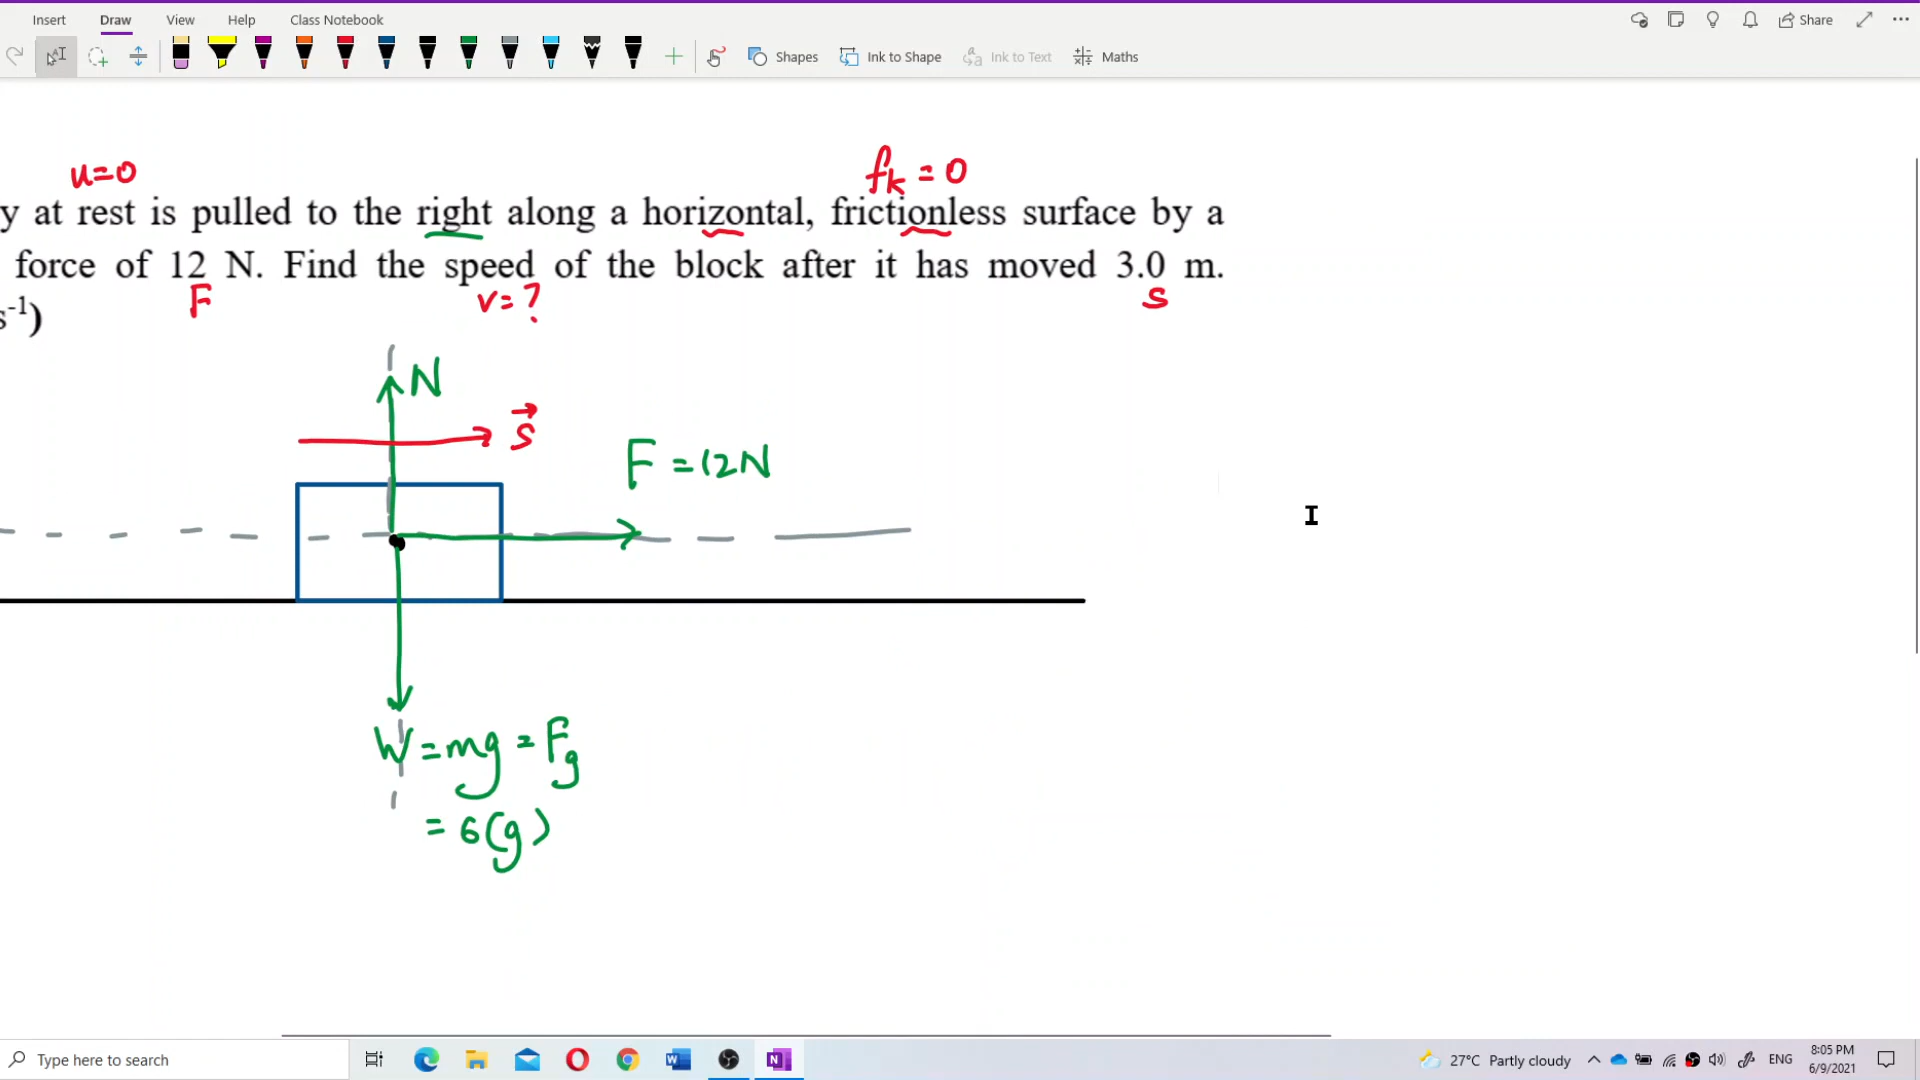 Insert Draw View Help Class Notebook Share
Shapes Ink to Shape Ink to Text Maths
u=0 fk = 0
y at rest is pulled to the right along a horizontal, frictionless surface by a
force of 12 N. Find the speed of the block after it has moved 3.0 m.
F v=? s
s⁻¹)
N
s
F =12N
W =mg =Fg
= 6(g)
Type here to search
27°C Partly cloudy ENG 8:05 PM
6/9/2021